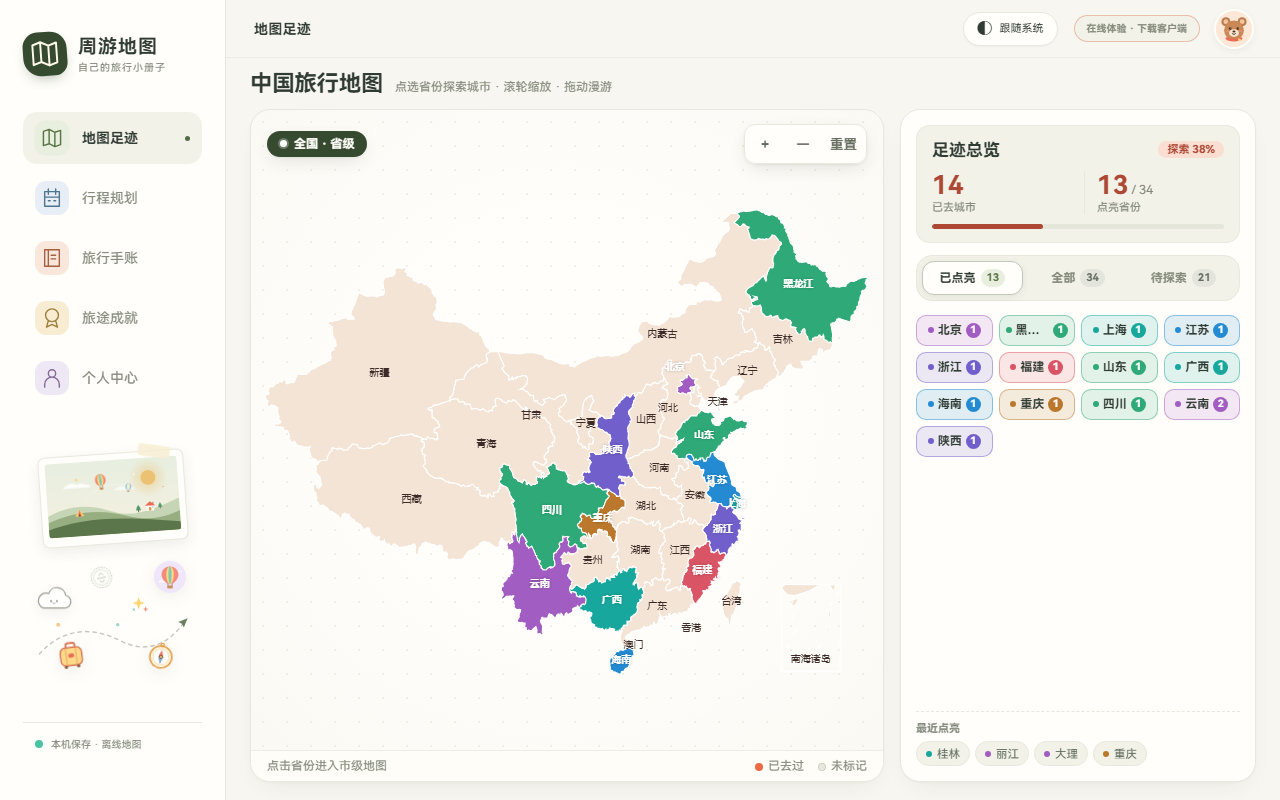 周游地图
自己的旅行小册子
地图足迹
行程规划
旅行手账
旅途成就
个人中心
本机保存 · 离线地图
地图足迹
跟随系统
在线体验 · 下载客户端
中国旅行地图
点选省份探索城市 · 滚轮缩放 · 拖动漫游
全国 · 省级
+
—
重置
黑龙江
内蒙古
吉林
新疆
北京
辽宁
天津
甘肃
宁夏
山西
河北
青海
陕西
山东
河南
西藏
江苏
安徽
上海
四川
重庆
湖北
浙江
湖南
江西
贵州
福建
云南
广西
广东
台湾
香港
澳门
海南
南海诸岛
点击省份进入市级地图
已去过
未标记
足迹总览
探索 38%
14
已去城市
13 / 34
点亮省份
已点亮 13
全部 34
待探索 21
北京 1
黑... 1
上海 1
江苏 1
浙江 1
福建 1
山东 1
广西 1
海南 1
重庆 1
四川 1
云南 2
陕西 1
最近点亮
桂林
丽江
大理
重庆